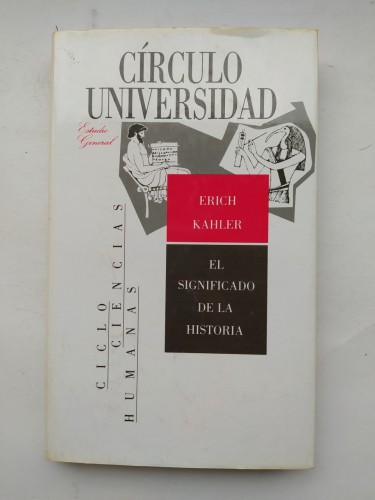 CÍRCULO
UNIVERSIDAD
Estudio
General
ERICH
KAHLER
EL
SIGNIFICADO
DE LA
HISTORIA
CICLO
CIENCIAS
HUMANAS